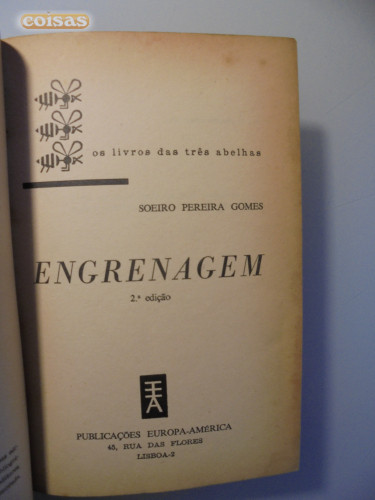 coisas
os livros das três abelhas
SOEIRO PEREIRA GOMES
ENGRENAGEM
2.ª edição
PUBLICAÇÕES EUROPA-AMÉRICA
45, RUA DAS FLORES
LISBOA-2